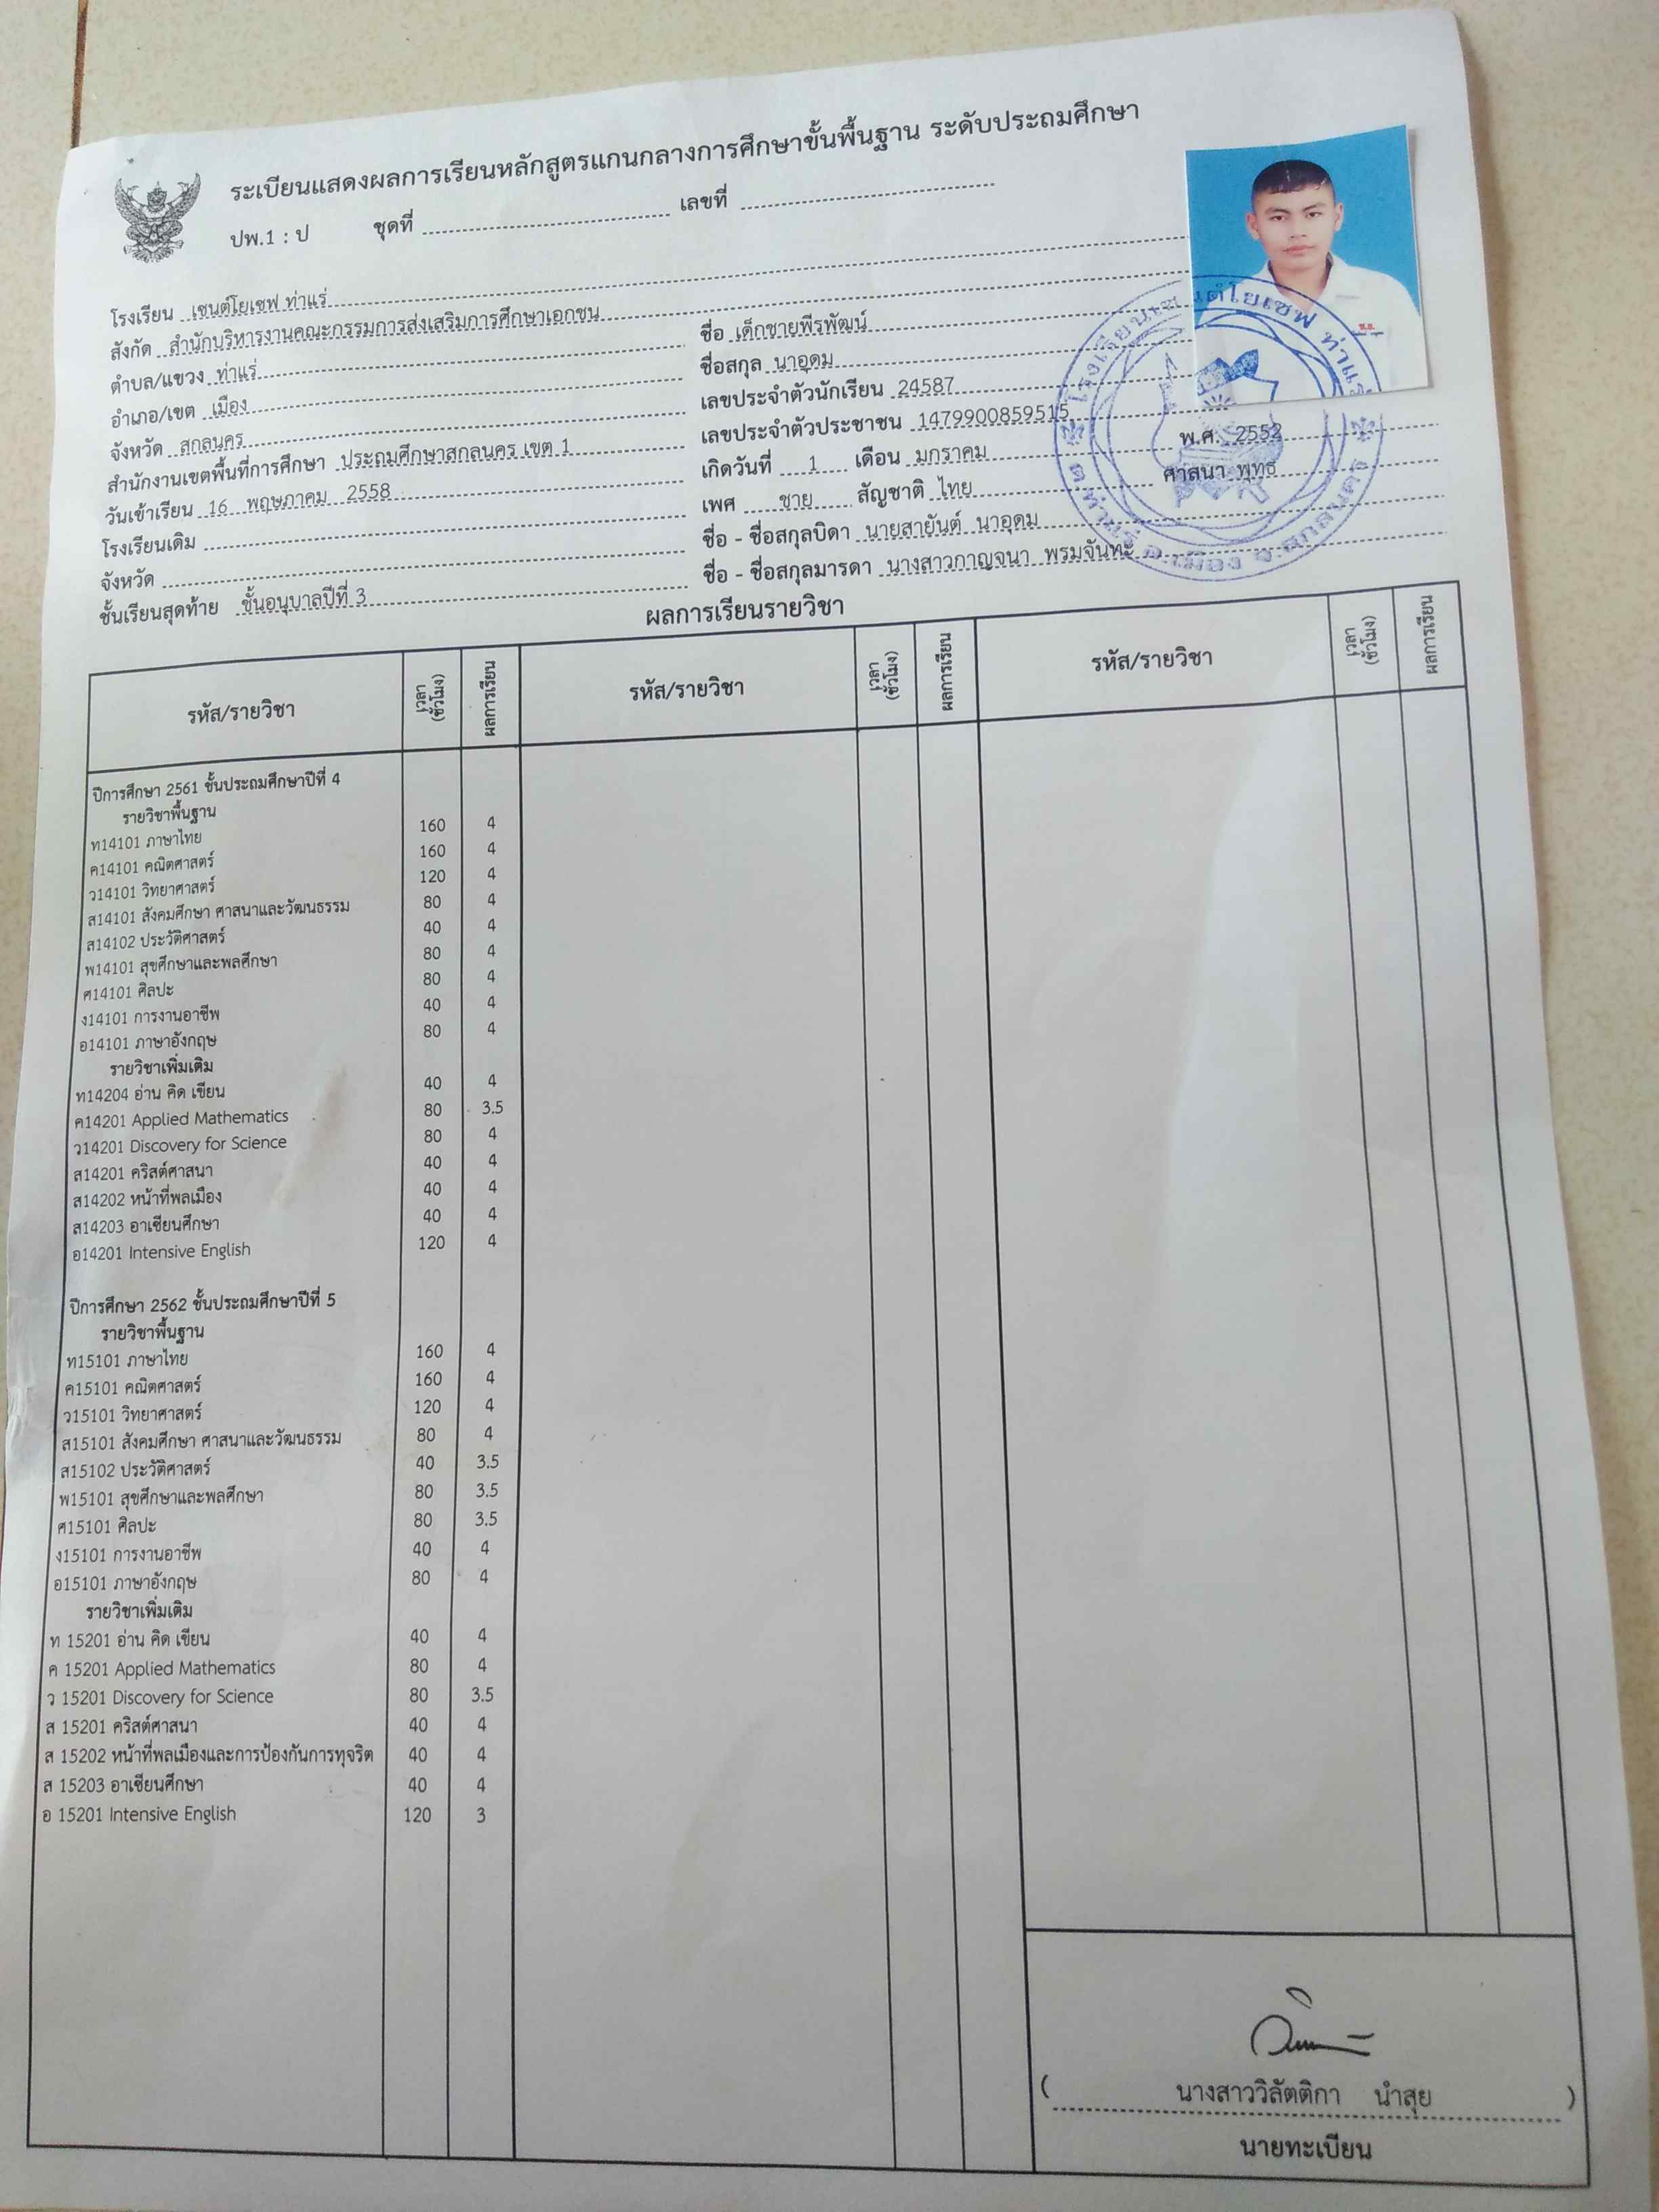 ระเบียนแสดงผลการเรียนหลักสูตรแกนกลางการศึกษาขั้นพื้นฐาน ระดับประถมศึกษา
ปพ.1 : ป ชุดที่ เลขที่
โรงเรียน เซนต์โยเซฟ ท่าแร่
สังกัด สำนักบริหารงานคณะกรรมการส่งเสริมการศึกษาเอกชน
ตำบล/แขวง ท่าแร่
อำเภอ/เขต เมือง
จังหวัด สกลนคร
สำนักงานเขตพื้นที่การศึกษา ประถมศึกษาสกลนคร เขต 1
วันเข้าเรียน 16 พฤษภาคม 2558
โรงเรียนเดิม
จังหวัด
ชั้นเรียนสุดท้าย ชั้นอนุบาลปีที่ 3
ชื่อ เด็กชายพีรพัฒน์
ชื่อสกุล นาอุดม
เลขประจำตัวนักเรียน 24587
เลขประจำตัวประชาชน 1479900859515
เกิดวันที่ 1 เดือน มกราคม พ.ศ. 2552
เพศ ชาย สัญชาติ ไทย ศาสนา พุทธ
ชื่อ - ชื่อสกุลบิดา นายสายันต์ นาอุดม
ชื่อ - ชื่อสกุลมารดา นางสาวกาญจนา พรมจันทะ
โรงเรียนเซนต์โยเซฟ ท่าแร่
ต.ท่าแร่ อ.เมือง จ.สกลนคร
ผลการเรียนรายวิชา
รหัส/รายวิชา เวลา (ชั่วโมง) ผลการเรียน รหัส/รายวิชา เวลา (ชั่วโมง) ผลการเรียน รหัส/รายวิชา เวลา (ชั่วโมง) ผลการเรียน
ปีการศึกษา 2561 ชั้นประถมศึกษาปีที่ 4
รายวิชาพื้นฐาน
ท14101 ภาษาไทย 160 4
ค14101 คณิตศาสตร์ 160 4
ว14101 วิทยาศาสตร์ 120 4
ส14101 สังคมศึกษา ศาสนาและวัฒนธรรม 80 4
ส14102 ประวัติศาสตร์ 40 4
พ14101 สุขศึกษาและพลศึกษา 80 4
ศ14101 ศิลปะ 80 4
ง14101 การงานอาชีพ 40 4
อ14101 ภาษาอังกฤษ 80 4
รายวิชาเพิ่มเติม
ท14204 อ่าน คิด เขียน 40 4
ค14201 Applied Mathematics 80 3.5
ว14201 Discovery for Science 80 4
ส14201 คริสต์ศาสนา 40 4
ส14202 หน้าที่พลเมือง 40 4
ส14203 อาเซียนศึกษา 40 4
อ14201 Intensive English 120 4
ปีการศึกษา 2562 ชั้นประถมศึกษาปีที่ 5
รายวิชาพื้นฐาน
ท15101 ภาษาไทย 160 4
ค15101 คณิตศาสตร์ 160 4
ว15101 วิทยาศาสตร์ 120 4
ส15101 สังคมศึกษา ศาสนาและวัฒนธรรม 80 4
ส15102 ประวัติศาสตร์ 40 3.5
พ15101 สุขศึกษาและพลศึกษา 80 3.5
ศ15101 ศิลปะ 80 3.5
ง15101 การงานอาชีพ 40 4
อ15101 ภาษาอังกฤษ 80 4
รายวิชาเพิ่มเติม
ท 15201 อ่าน คิด เขียน 40 4
ค 15201 Applied Mathematics 80 4
ว 15201 Discovery for Science 80 3.5
ส 15201 คริสต์ศาสนา 40 4
ส 15202 หน้าที่พลเมืองและการป้องกันการทุจริต 40 4
ส 15203 อาเซียนศึกษา 40 4
อ 15201 Intensive English 120 3
( นางสาววิลัตติกา นำสุย )
นายทะเบียน